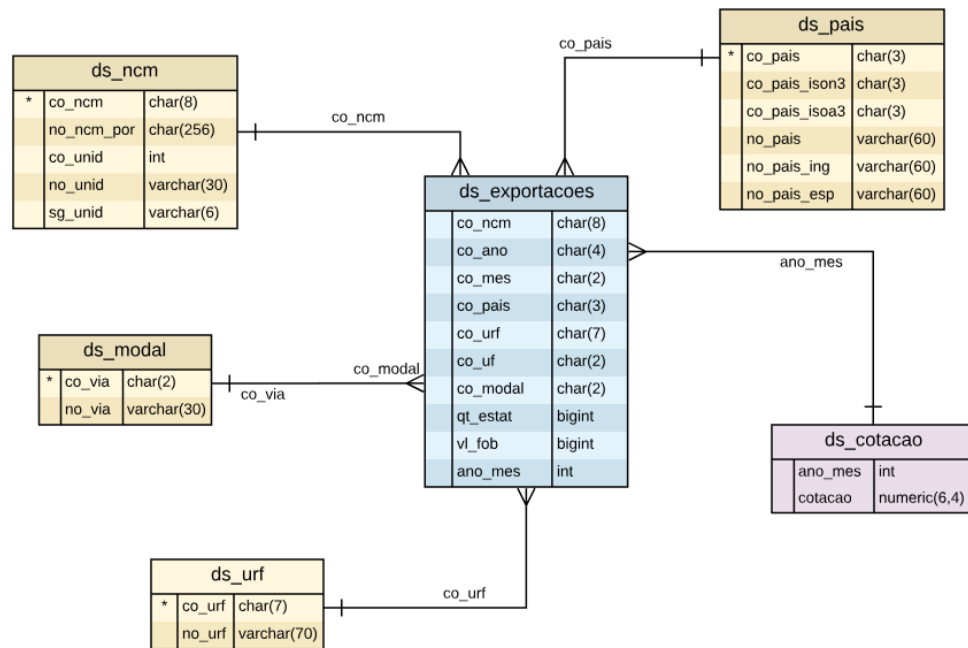 ds_pais
* co_pais char(3)
co_pais_ison3 char(3)
co_pais_isoa3 char(3)
no_pais varchar(60)
no_pais_ing varchar(60)
no_pais_esp varchar(60)
co_pais
ds_ncm
* co_ncm char(8)
no_ncm_por char(256)
co_unid int
no_unid varchar(30)
sg_unid varchar(6)
co_ncm
ds_exportacoes
co_ncm char(8)
co_ano char(4)
co_mes char(2)
co_pais char(3)
co_urf char(7)
co_uf char(2)
co_modal char(2)
qt_estat bigint
vl_fob bigint
ano_mes int
ano_mes
ds_modal
* co_via char(2)
no_via varchar(30)
co_modal
co_via
ds_cotacao
ano_mes int
cotacao numeric(6,4)
ds_urf
* co_urf char(7)
no_urf varchar(70)
co_urf